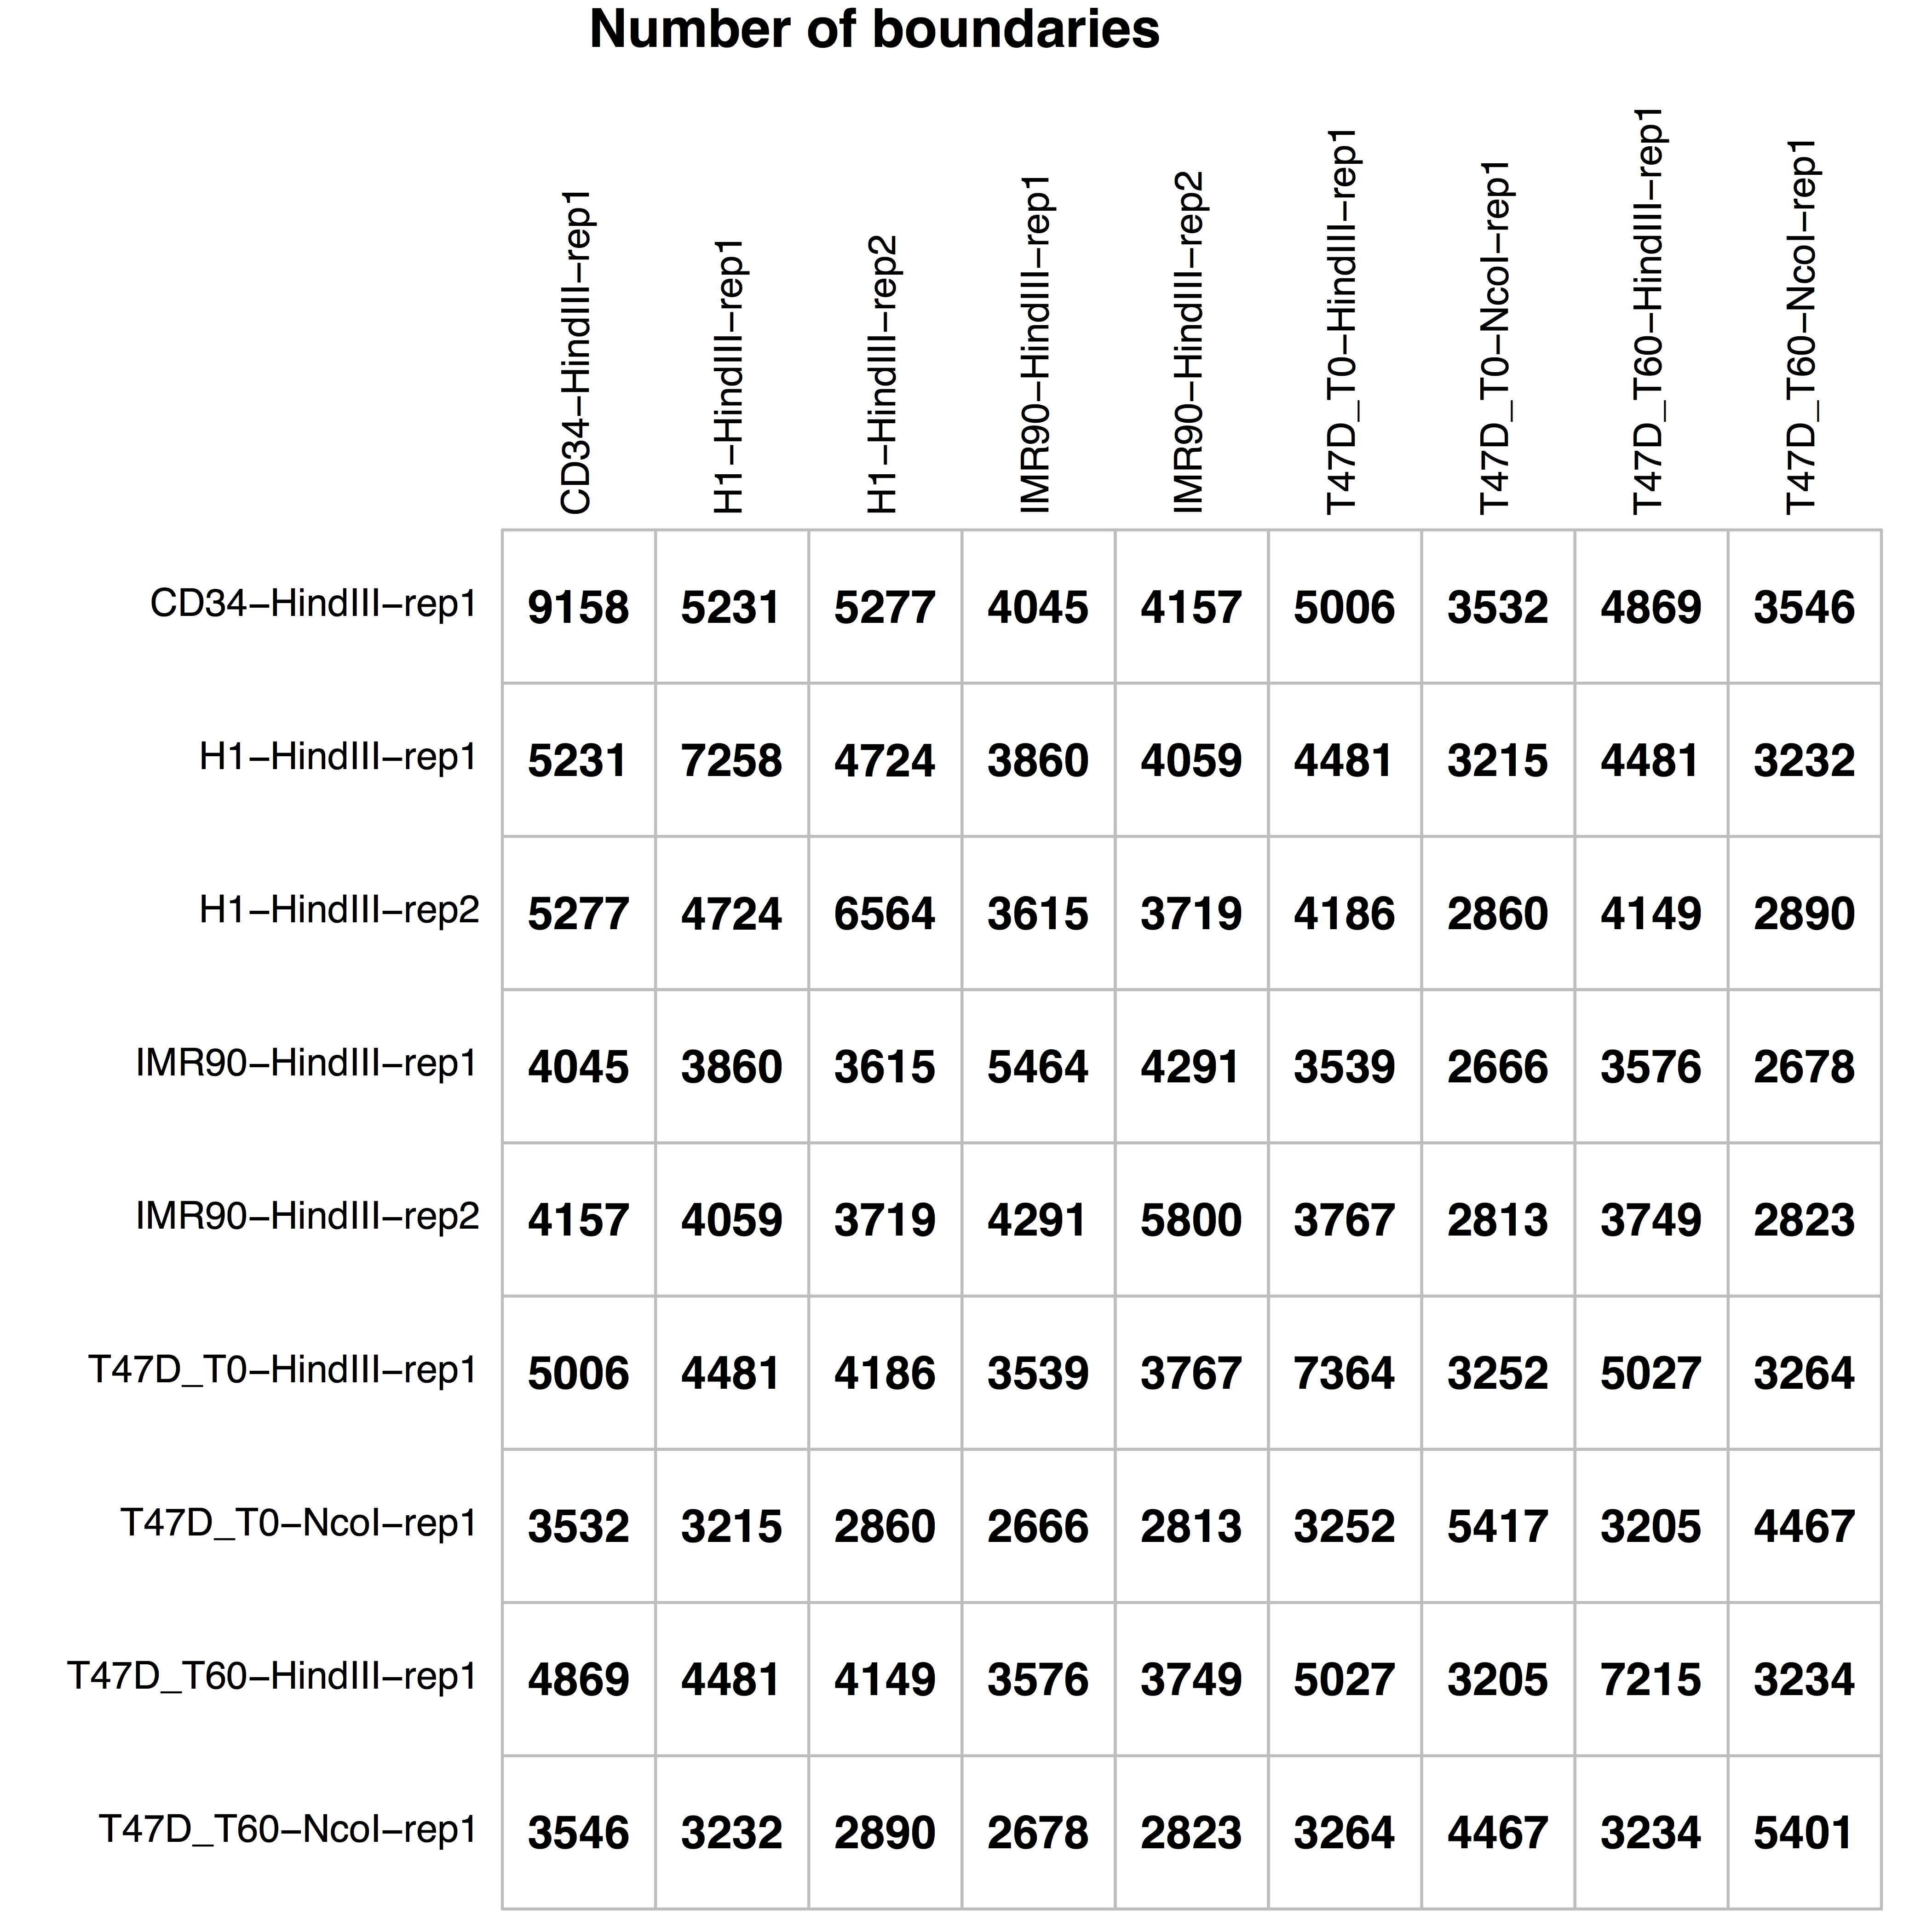 Number of boundaries
CD34−HindIII−rep1
H1−HindIII−rep1
H1−HindIII−rep2
IMR90−HindIII−rep1
IMR90−HindIII−rep2
T47D_T0−HindIII−rep1
T47D_T0−NcoI−rep1
T47D_T60−HindIII−rep1
T47D_T60−NcoI−rep1
CD34−HindIII−rep1 9158 5231 5277 4045 4157 5006 3532 4869 3546
H1−HindIII−rep1 5231 7258 4724 3860 4059 4481 3215 4481 3232
H1−HindIII−rep2 5277 4724 6564 3615 3719 4186 2860 4149 2890
IMR90−HindIII−rep1 4045 3860 3615 5464 4291 3539 2666 3576 2678
IMR90−HindIII−rep2 4157 4059 3719 4291 5800 3767 2813 3749 2823
T47D_T0−HindIII−rep1 5006 4481 4186 3539 3767 7364 3252 5027 3264
T47D_T0−NcoI−rep1 3532 3215 2860 2666 2813 3252 5417 3205 4467
T47D_T60−HindIII−rep1 4869 4481 4149 3576 3749 5027 3205 7215 3234
T47D_T60−NcoI−rep1 3546 3232 2890 2678 2823 3264 4467 3234 5401